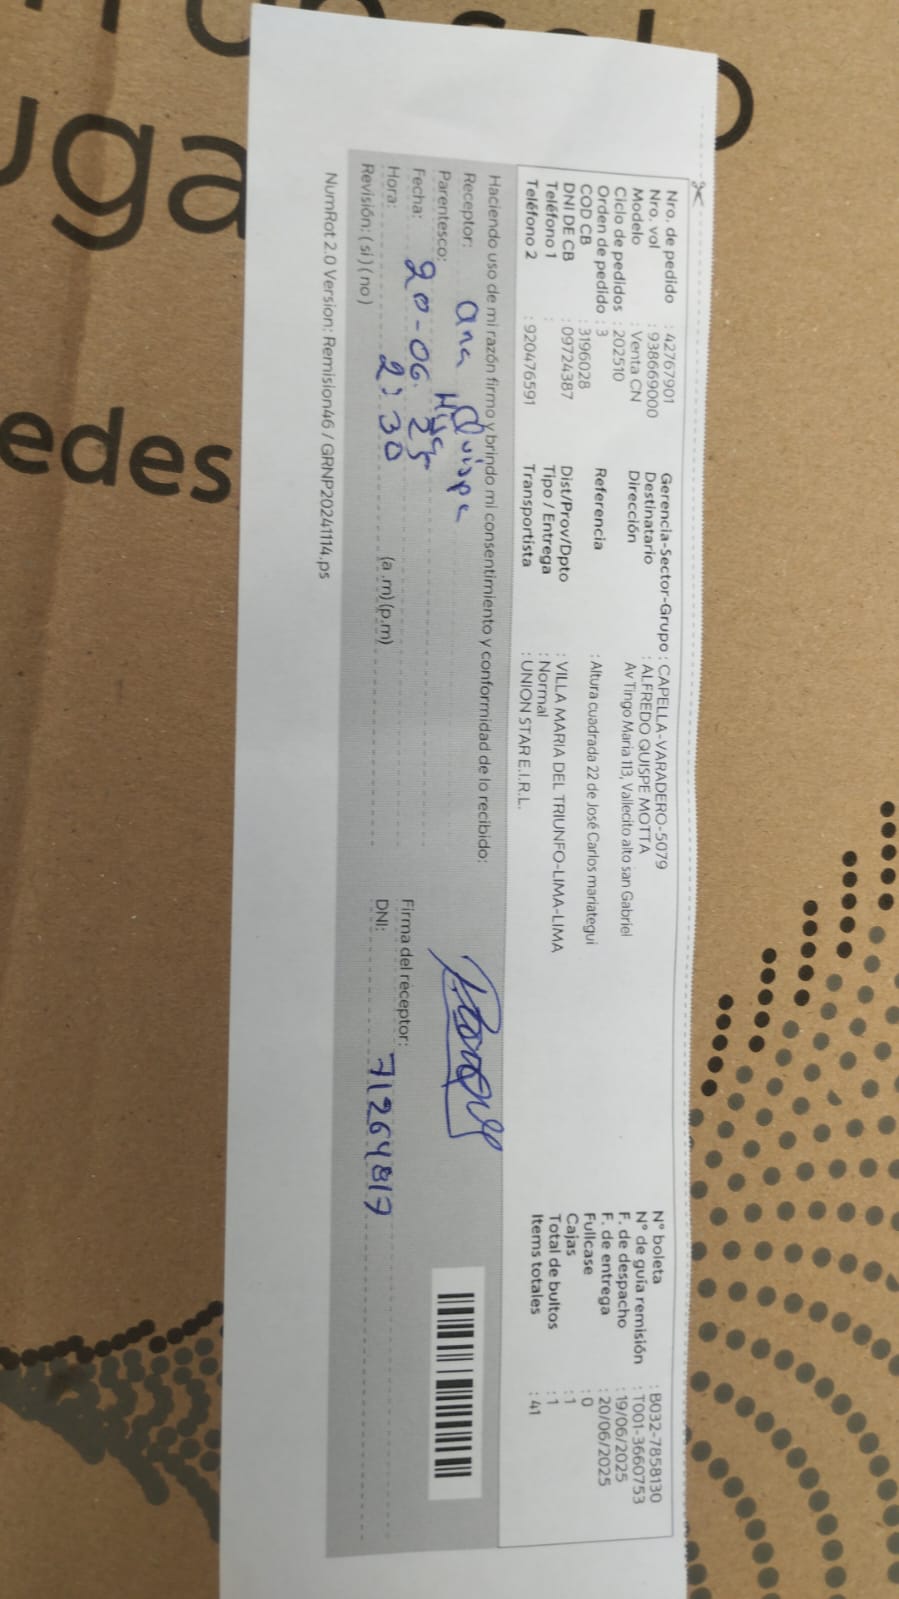 uga
edes
Nro. de pedido : 42767901
Nro. vol : 938669000
Modelo : Venta CN
Ciclo de pedidos : 202510
Orden de pedido : 3
COD CB : 3196028
DNI DE CB : 09724387
Teléfono 1 :
Teléfono 2 : 920476591
Gerencia-Sector-Grupo : CAPELLA-VARADERO-5079
Destinatario : ALFREDO QUISPE MOTTA
Dirección Av Tingo Maria 113, Vallecito alto san Gabriel
Referencia : Altura cuadrada 22 de José Carlos mariategui
Dist/Prov/Dpto : VILLA MARIA DEL TRIUNFO-LIMA-LIMA
Tipo / Entrega : Normal
Transportista : UNION STAR E.I.R.L.
N° boleta : B032-7858130
N° de guía remisión : T001-3660753
F. de despacho : 19/06/2025
F. de entrega : 20/06/2025
Fullcase : 0
Cajas : 1
Total de bultos : 1
Items totales : 41
Haciendo uso de mi razón firmo y brindo mi consentimiento y conformidad de lo recibido:
Receptor: Ana Quispe
Parentesco: Hija
Fecha: 20-06-25
Hora: 2:30 (a .m) (p.m)
Revisión: ( si ) ( no )
Firma del receptor:
DNI: 71264817
NumRot 2.0 Version: Remision46 / GRNP20241114.ps